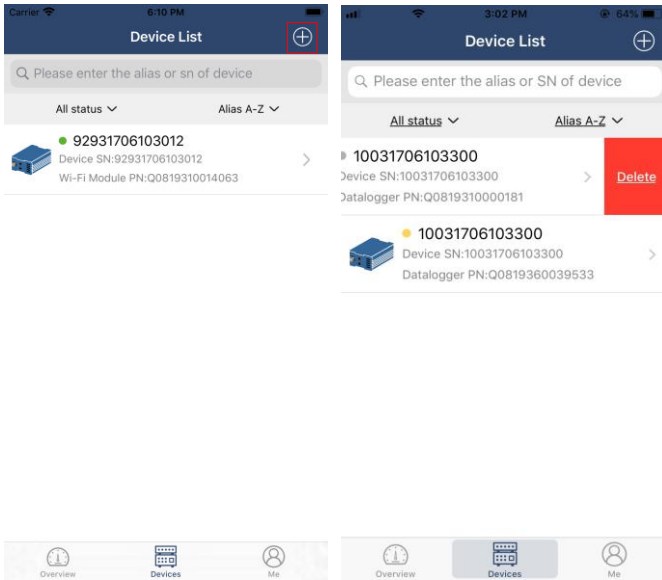 Carrier 6:10 PM
Device List
Please enter the alias or sn of device
All status Alias A-Z
92931706103012
Device SN:92931706103012
Wi-Fi Module PN:Q0819310014063
Overview Devices Me
3:02 PM 64%
Device List
Please enter the alias or SN of device
All status Alias A-Z
10031706103300
Device SN:10031706103300
Datalogger PN:Q0819310000181
Delete
10031706103300
Device SN:10031706103300
Datalogger PN:Q0819360039533
Overview Devices Me